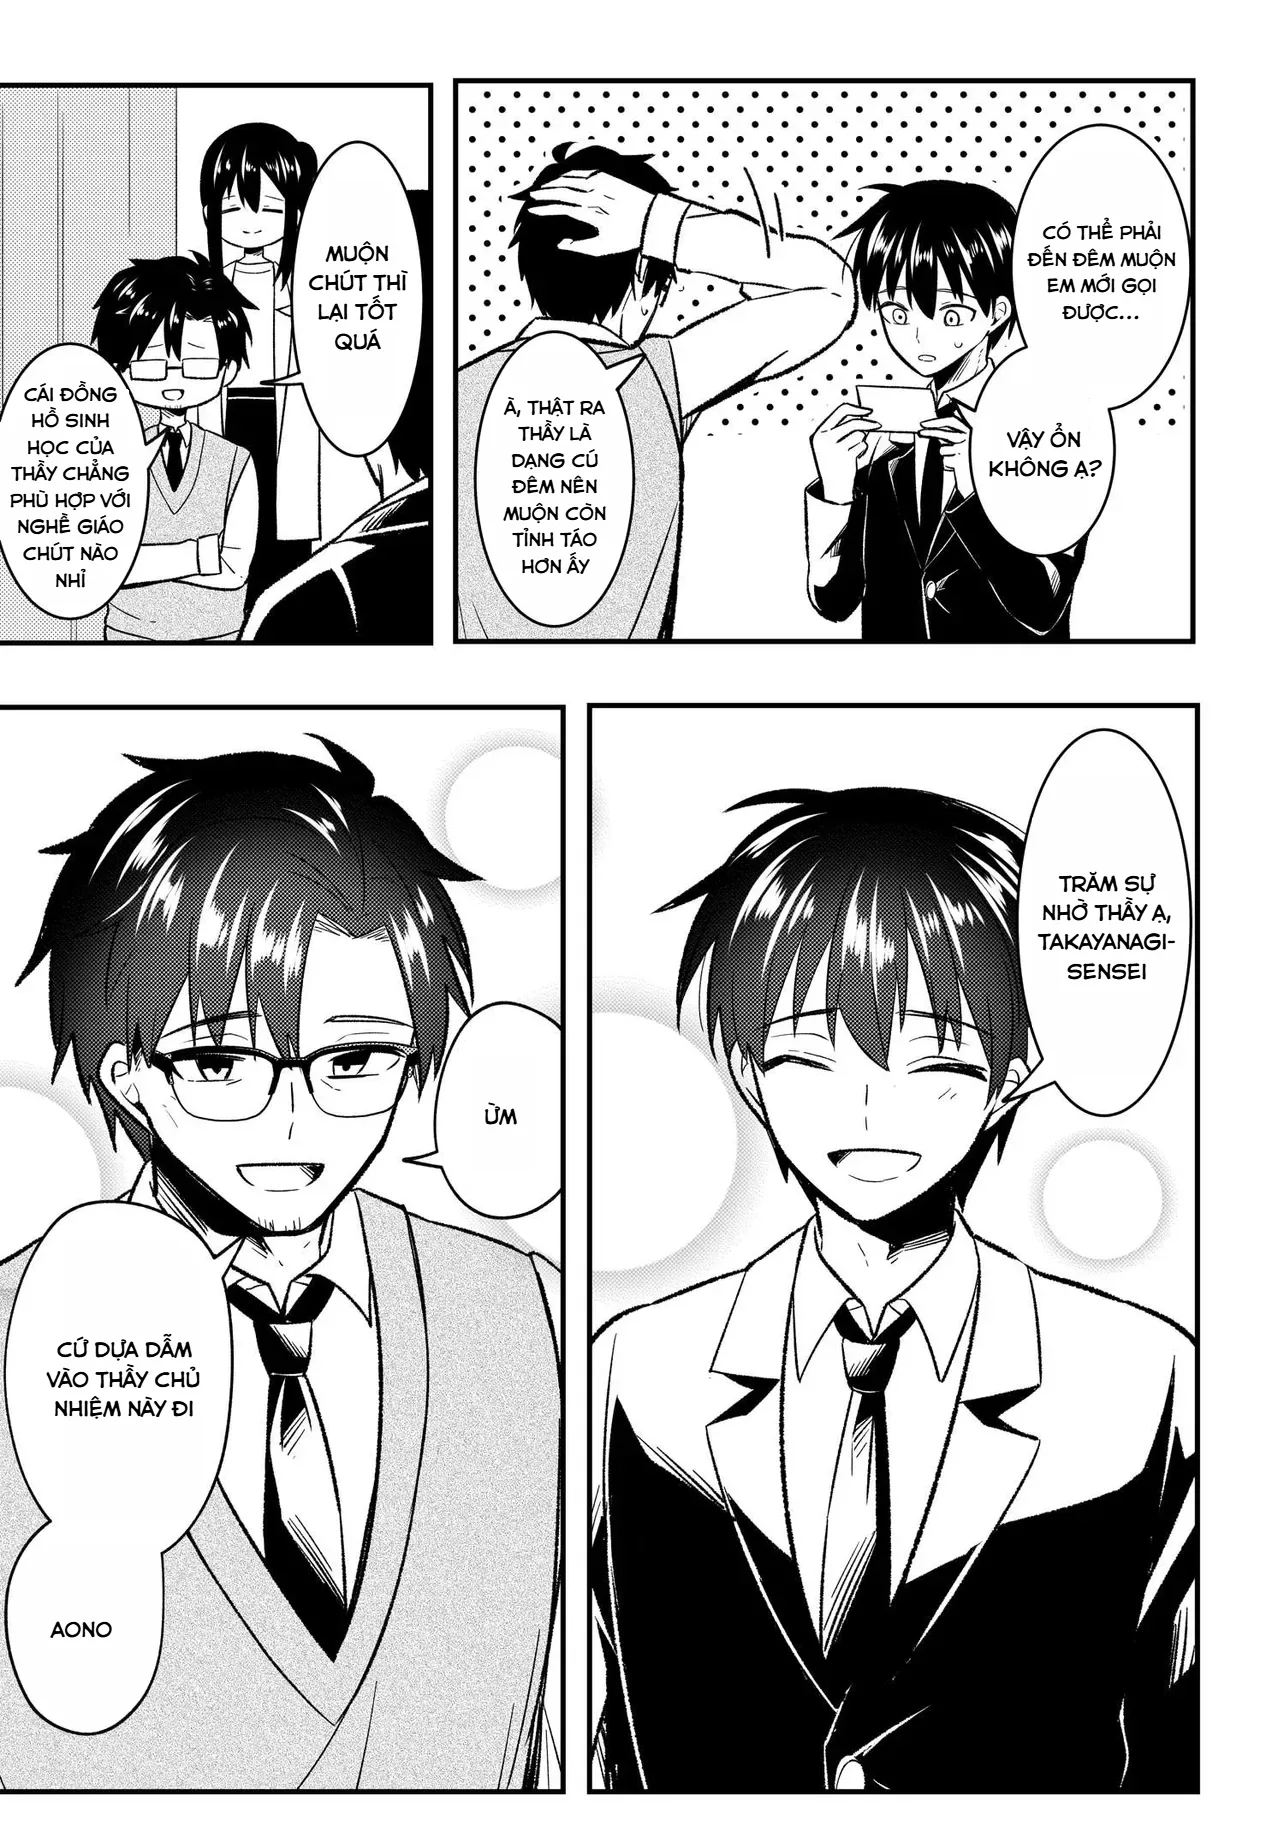 CÓ THỂ PHẢI
ĐẾN ĐÊM MUỘN
EM MỚI GỌI
ĐƯỢC...
VẬY ỔN
KHÔNG Ạ?
À, THẬT RA
THẦY LÀ
DẠNG CÚ
ĐÊM NÊN
MUỘN CÒN
TỈNH TÁO
HƠN ẤY
MUỘN
CHÚT THÌ
LẠI TỐT
QUÁ
CÁI ĐỒNG
HỒ SINH
HỌC CỦA
THẦY CHẲNG
PHÙ HỢP VỚI
NGHỀ GIÁO
CHÚT NÀO
NHỈ
TRĂM SỰ
NHỜ THẦY Ạ,
TAKAYANAGI-
SENSEI
ỪM
CỨ DỰA DẪM
VÀO THẦY CHỦ
NHIỆM NÀY ĐI
AONO